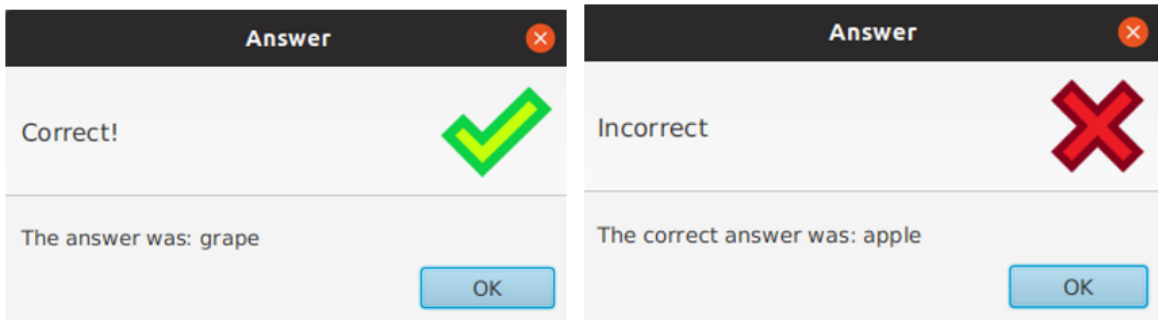 Answer
Correct!
The answer was: grape
OK
Answer
Incorrect
The correct answer was: apple
OK